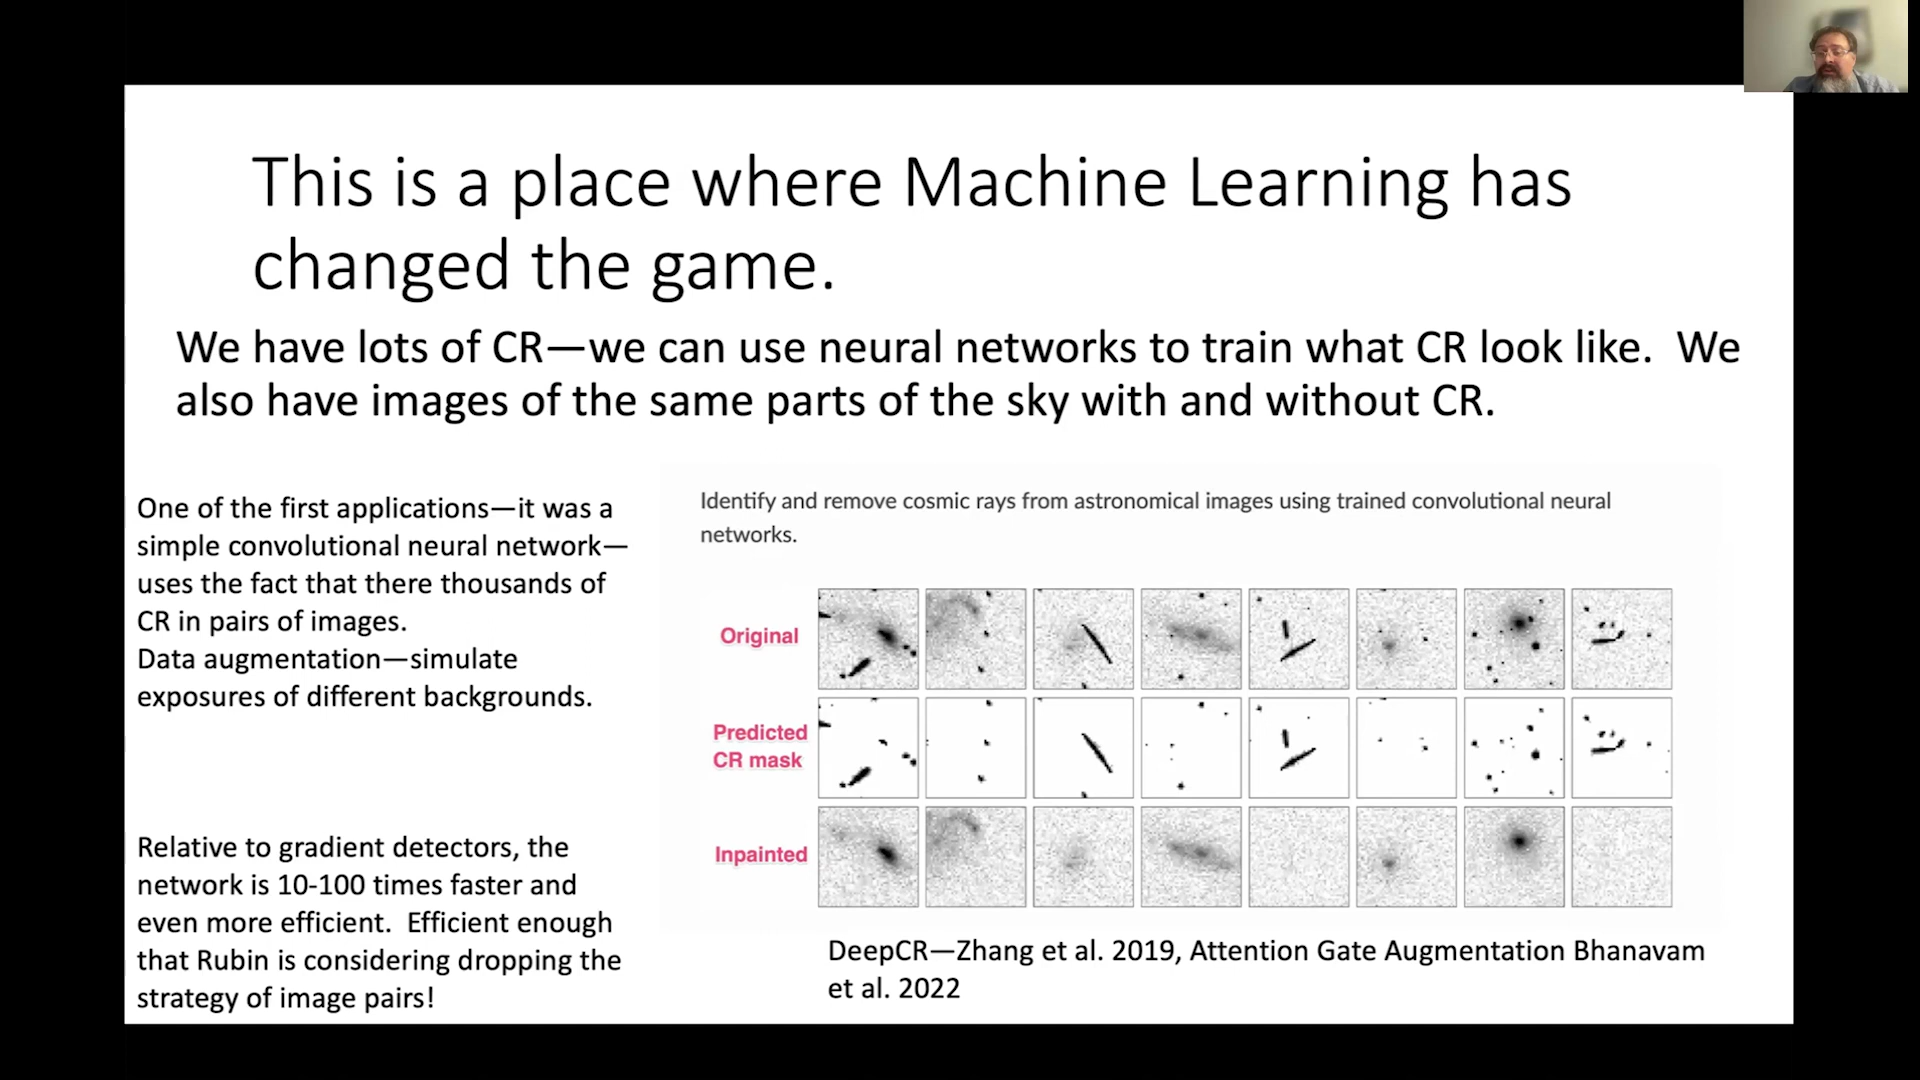 This is a place where Machine Learning has
changed the game.
We have lots of CR—we can use neural networks to train what CR look like.  We
also have images of the same parts of the sky with and without CR.
One of the first applications—it was a
simple convolutional neural network—
uses the fact that there thousands of
CR in pairs of images.
Data augmentation—simulate
exposures of different backgrounds.
Relative to gradient detectors, the
network is 10-100 times faster and
even more efficient.  Efficient enough
that Rubin is considering dropping the
strategy of image pairs!
Identify and remove cosmic rays from astronomical images using trained convolutional neural
networks.
Original
Predicted
CR mask
Inpainted
DeepCR—Zhang et al. 2019, Attention Gate Augmentation Bhanavam
et al. 2022